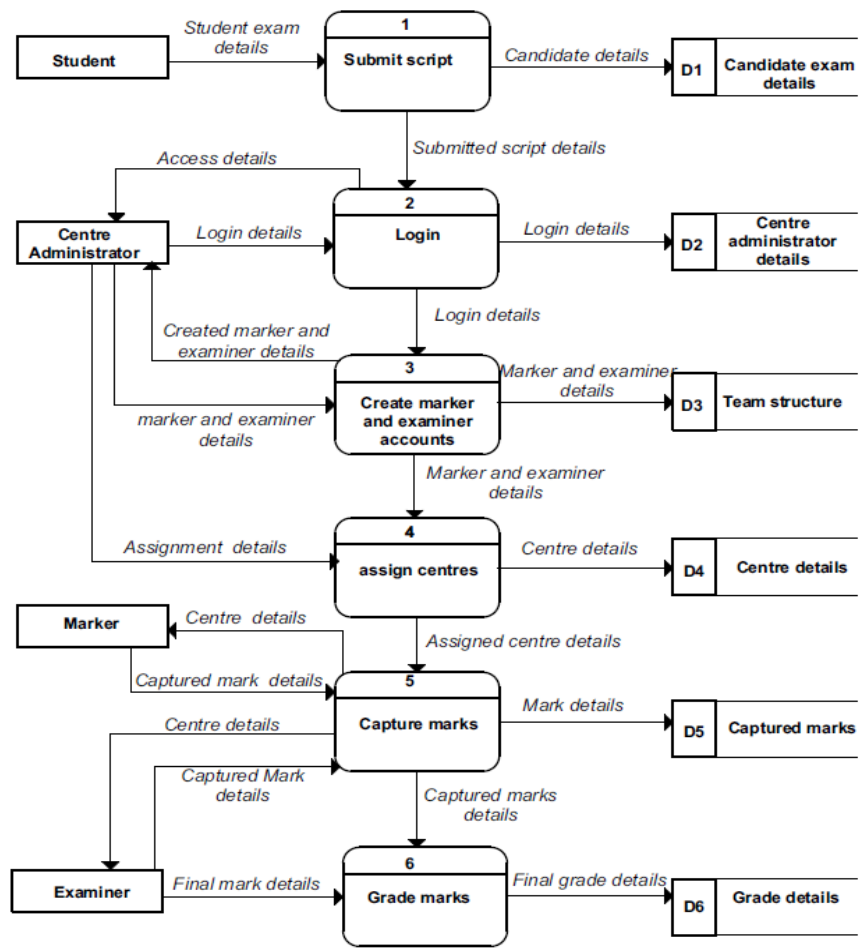 Student exam
details
1
Student
Submit script
Candidate details
D1
Candidate exam
details
Submitted script details
Access details
2
Centre
Administrator
Login details
Login
Login details
D2
Centre
administrator
details
Login details
Created marker and
examiner details
3
Marker and examiner
details
Create marker
and examiner
accounts
D3
Team structure
marker and examiner
details
Marker and examiner
details
4
Assignment details
assign centres
Centre details
D4
Centre details
Marker
Centre details
Assigned centre details
5
Captured mark details
Capture marks
Mark details
D5
Captured marks
Centre details
Captured Mark
details
Captured marks
details
6
Examiner
Final mark details
Grade marks
Final grade details
D6
Grade details